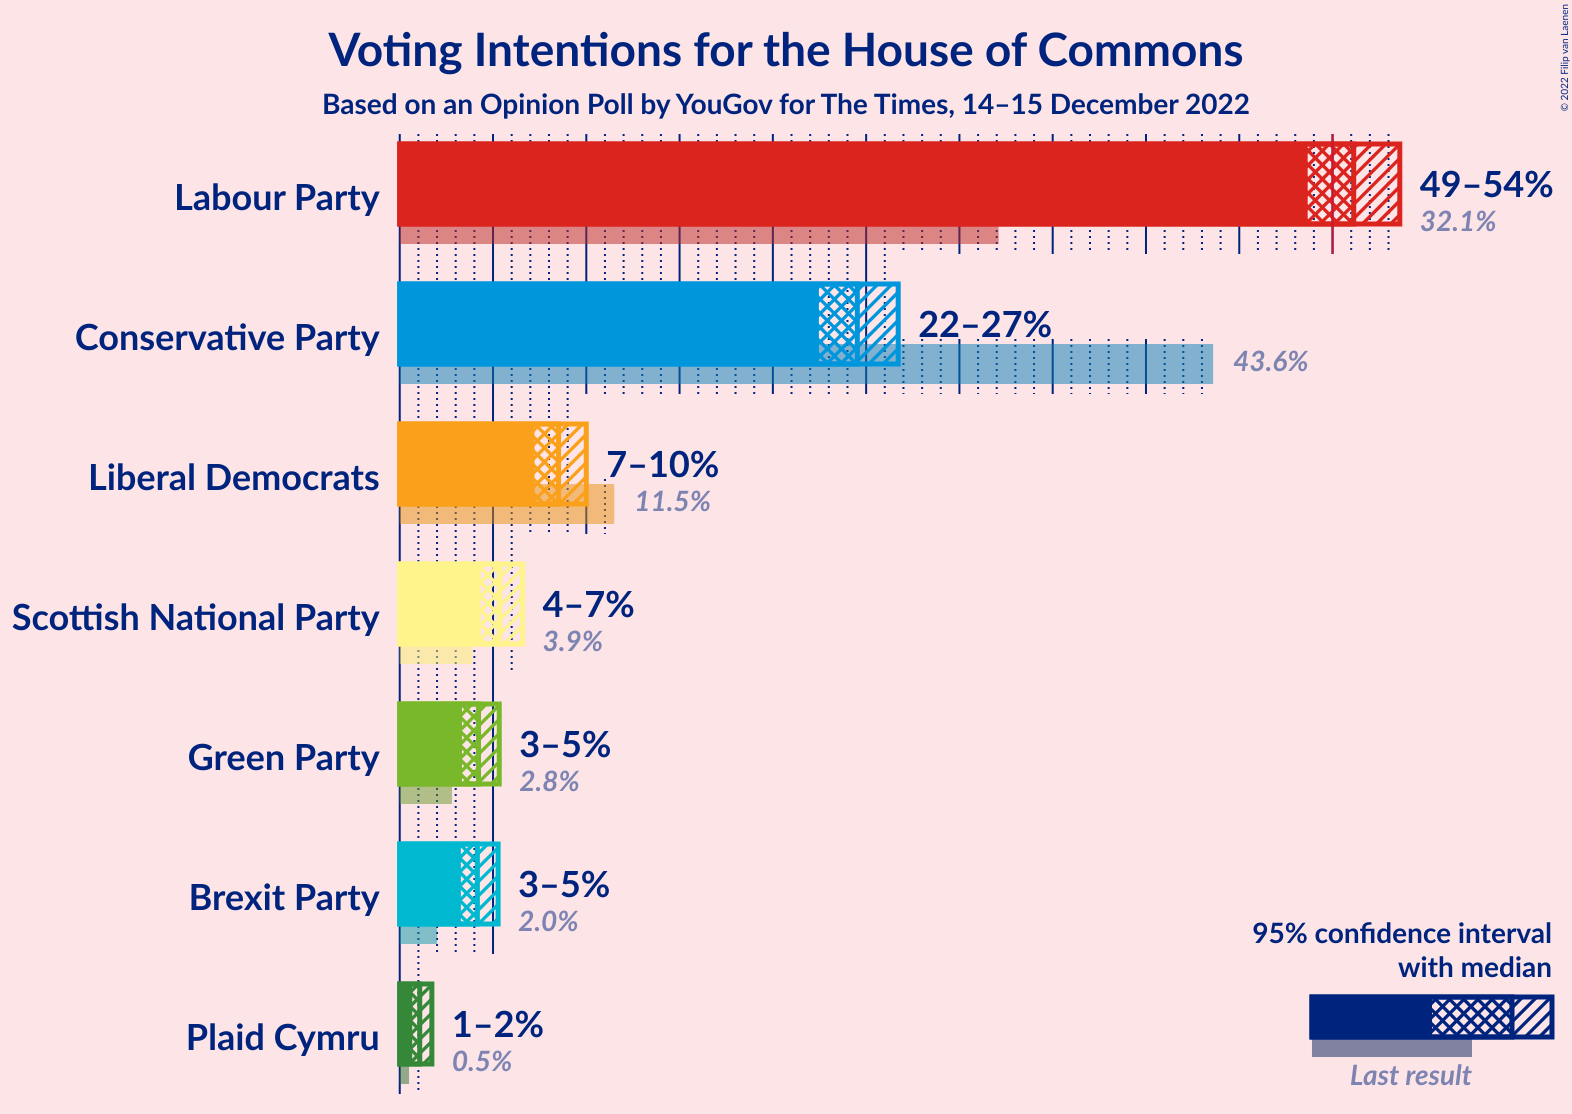 Voting Intentions for the House of Commons
Based on an Opinion Poll by YouGov for The Times, 14–15 December 2022
© 2022 Filip van Laenen
Labour Party
49–54%
32.1%
Conservative Party
22–27%
43.6%
Liberal Democrats
7–10%
11.5%
Scottish National Party
4–7%
3.9%
Green Party
3–5%
2.8%
Brexit Party
3–5%
2.0%
Plaid Cymru
1–2%
0.5%
95% confidence interval
with median
Last result